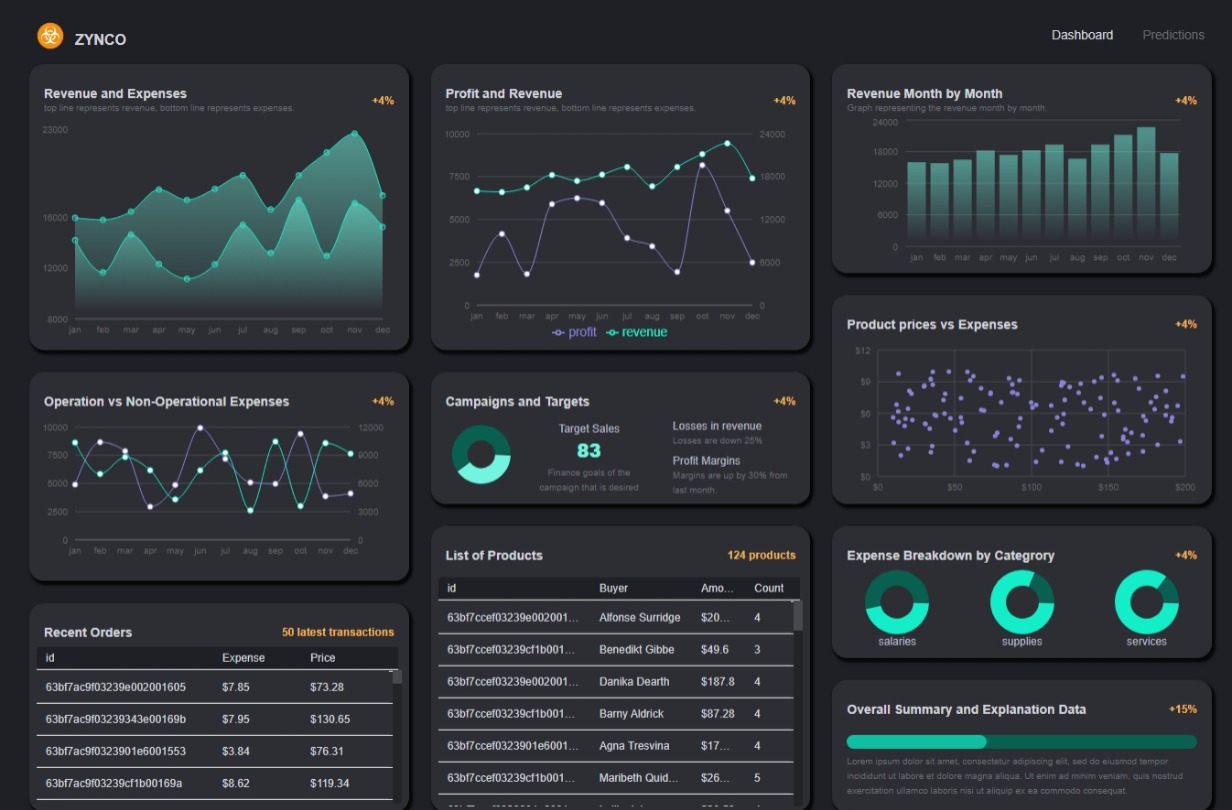 ZYNCO
Dashboard Predictions
Revenue and Expenses
top line represents revenue, bottom line represents expenses.
+4%
23000
16000
12000
8000
jan feb mar apr may jun jul aug sep oct nov dec
Profit and Revenue
top line represents revenue, bottom line represents expenses.
+4%
10000 24000
7500 18000
5000 12000
2500 6000
0 0
jan feb mar apr may jun jul aug sep oct nov dec
profit revenue
Revenue Month by Month
Graph representing the revenue month by month.
+4%
24000
18000
12000
6000
0
jan feb mar apr may jun jul aug sep oct nov dec
Operation vs Non-Operational Expenses
+4%
10000 12000
7500 9000
5000 6000
2500 3000
0 0
jan feb mar apr may jun jul aug sep oct nov dec
Campaigns and Targets
+4%
Target Sales
83
Finance goals of the
campaign that is desired
Losses in revenue
Losses are down 25%
Profit Margins
Margins are up by 30% from
last month.
Product prices vs Expenses
+4%
$12
$9
$6
$3
$0
$0 $50 $100 $150 $200
Recent Orders
50 latest transactions
id Expense Price
63bf7ac9f03239e002001605 $7.85 $73.28
63bf7ac9f03239343e00169b $7.95 $130.65
63bf7ac9f0323901e6001553 $3.84 $76.31
63bf7ac9f03239cf1b00169a $8.62 $119.34
List of Products
124 products
id Buyer Amo... Count
63bf7ccef03239e002001... Alfonse Surridge $20... 4
63bf7ccef03239cf1b001... Benedikt Gibbe $49.6 3
63bf7ccef03239e002001... Danika Dearth $187.8 4
63bf7ccef03239cf1b001... Barny Aldrick $87.28 4
63bf7ccef0323901e6001... Agna Tresvina $17... 4
63bf7ccef03239cf1b001... Maribeth Quid... $26... 5
Expense Breakdown by Categrory
+4%
salaries supplies services
Overall Summary and Explanation Data
+15%
Lorem ipsum dolor sit amet, consectetur adipiscing elit, sed do eiusmod tempor
incididunt ut labore et dolore magna aliqua. Ut enim ad minim veniam, quis nostrud
exercitation ullamco laboris nisi ut aliquip ex ea commodo consequat.